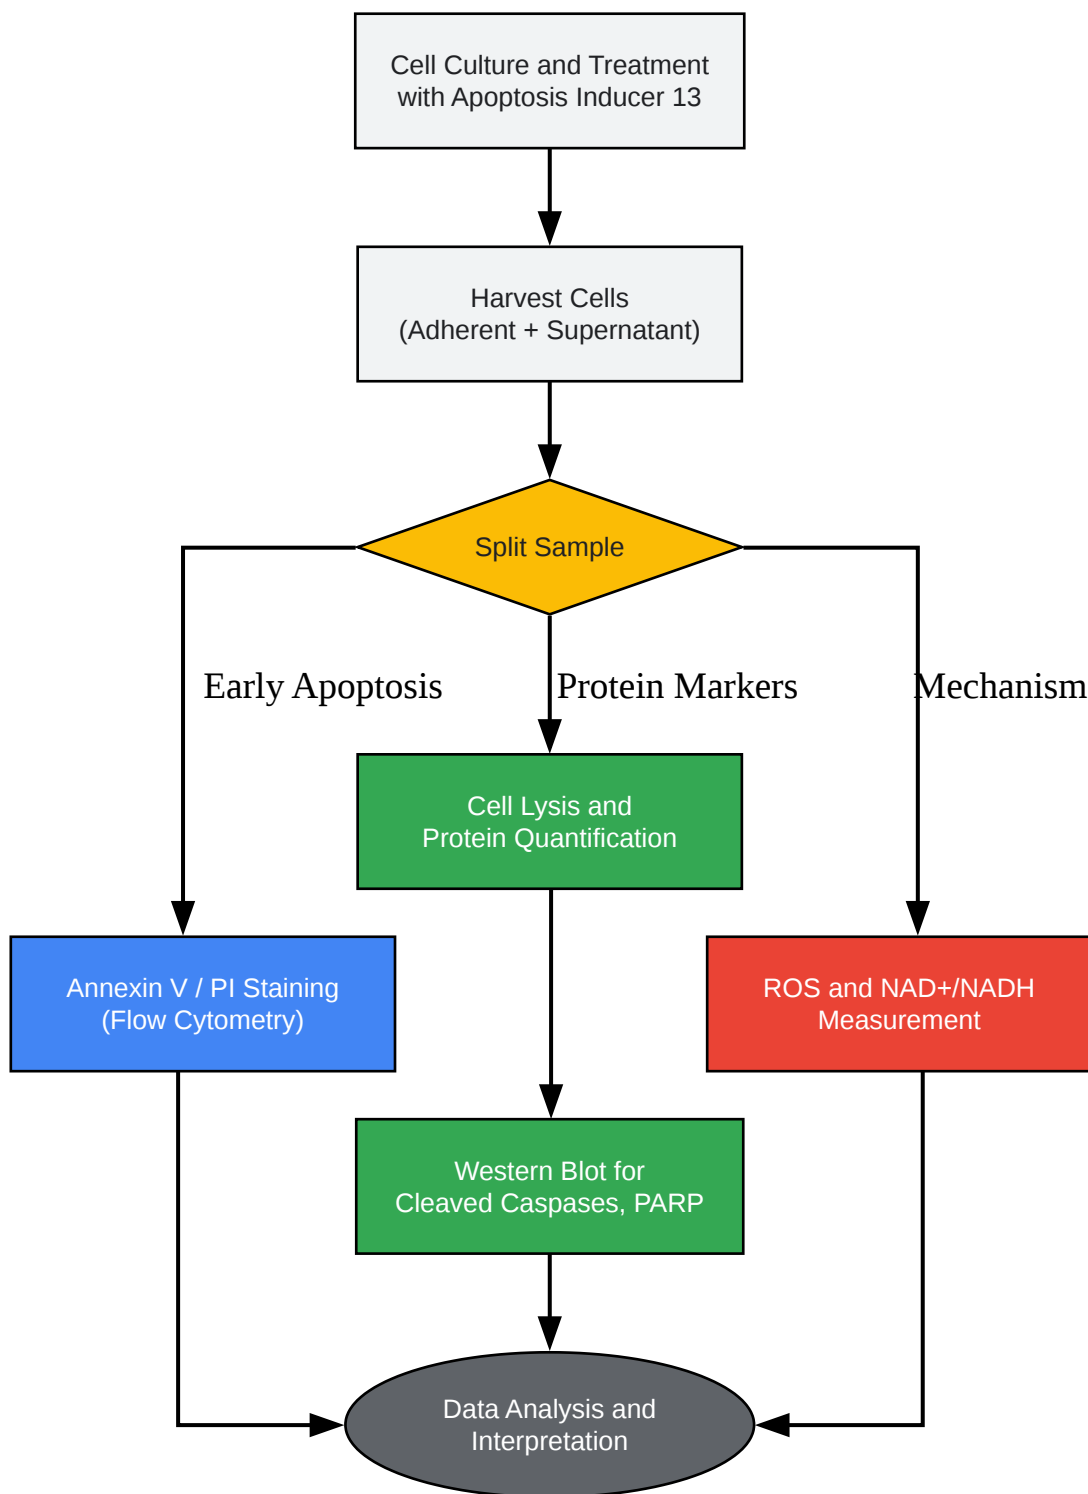 Cell Culture and Treatment
with Apoptosis Inducer 13
Harvest Cells
(Adherent + Supernatant)
Split Sample
Early Apoptosis
Protein Markers
Mechanism
Cell Lysis and
Protein Quantification
Annexin V / PI Staining
(Flow Cytometry)
ROS and NAD+/NADH
Measurement
Western Blot for
Cleaved Caspases, PARP
Data Analysis and
Interpretation